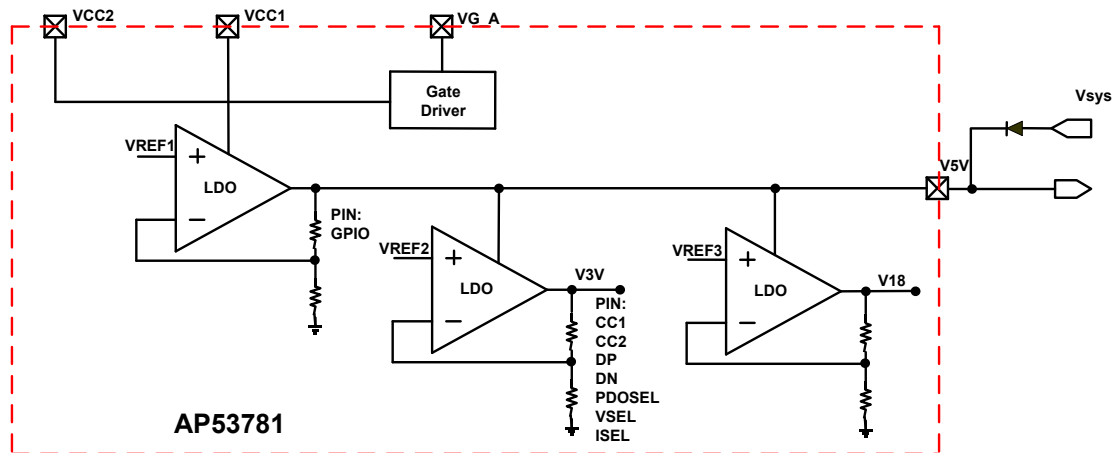 VCC2
VCC1
VG_A
Gate
Driver
Vsys
VREF1
+
LDO
−
V5V
PIN:
GPIO
VREF2
+
LDO
−
V3V
PIN:
CC1
CC2
DP
DN
PDOSEL
VSEL
ISEL
VREF3
+
LDO
−
V18
AP53781